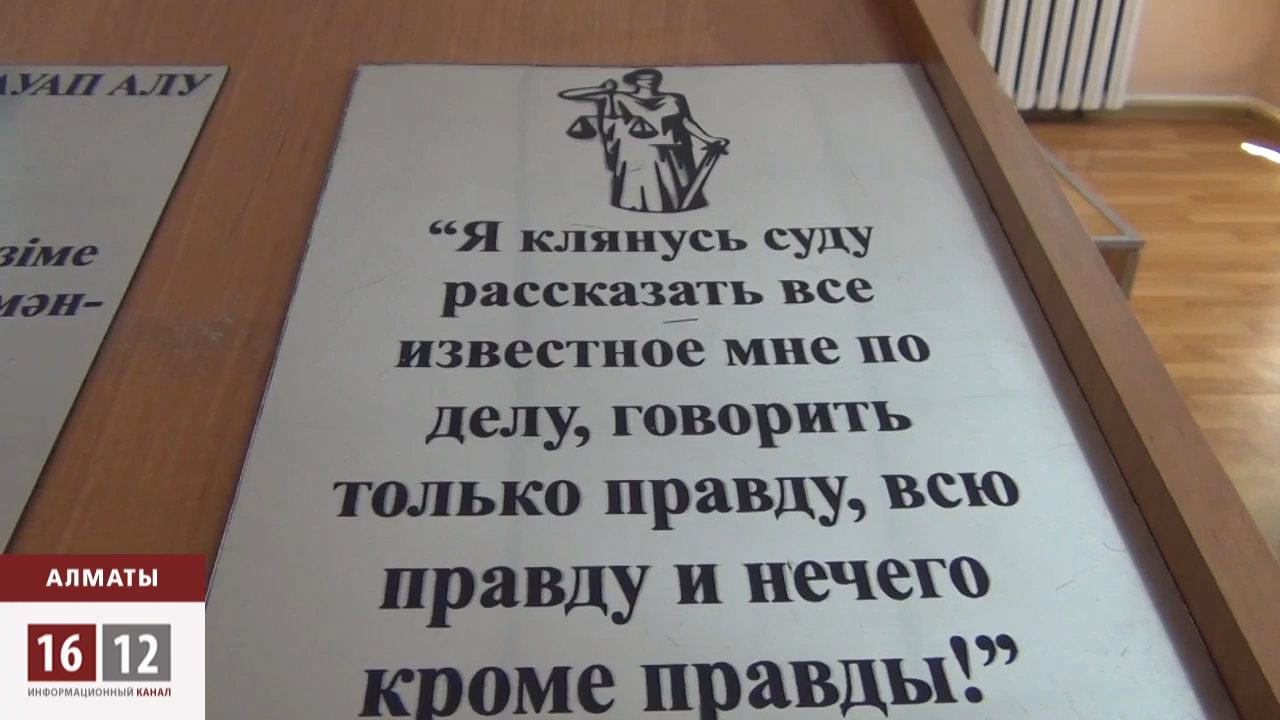 АУАП АЛУ
зіме
мән-
“Я клянусь суду
рассказать все
известное мне по
делу, говорить
только правду, всю
правду и нечего
кроме правды!”
АЛМАТЫ
16 12
ИНФОРМАЦИОННЫЙ КАНАЛ